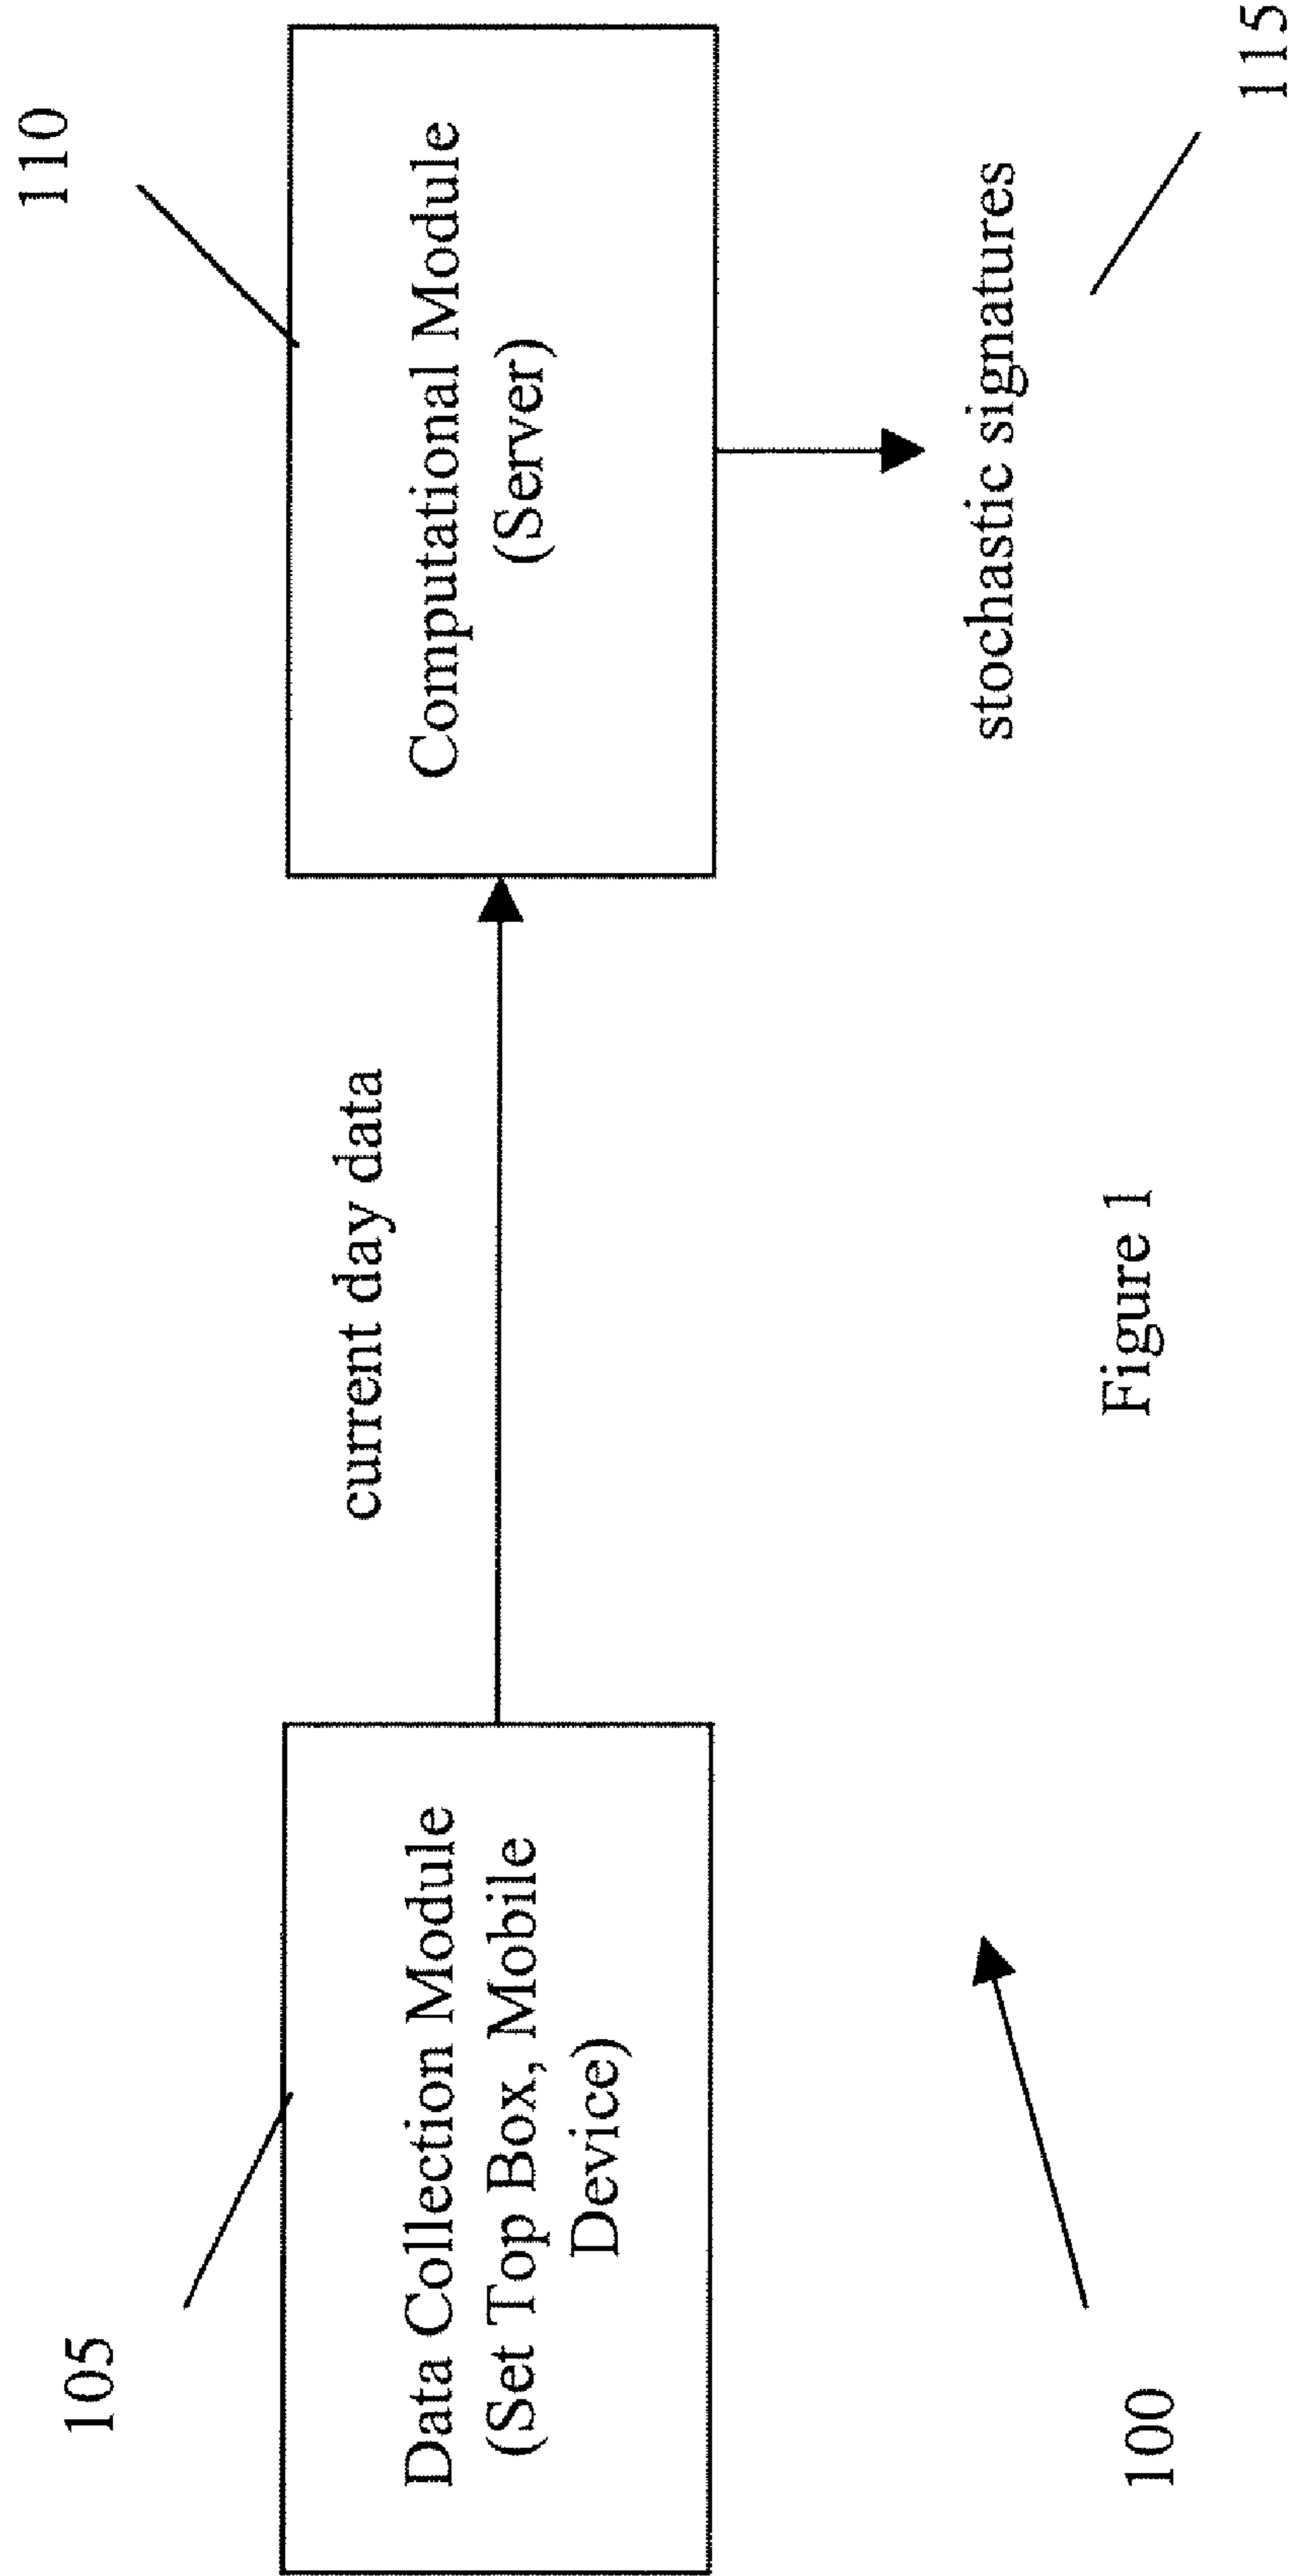 105
Data Collection Module
(Set Top Box, Mobile
Device)
current day data
110
Computational Module
(Server)
stochastic signatures
115
100
Figure 1